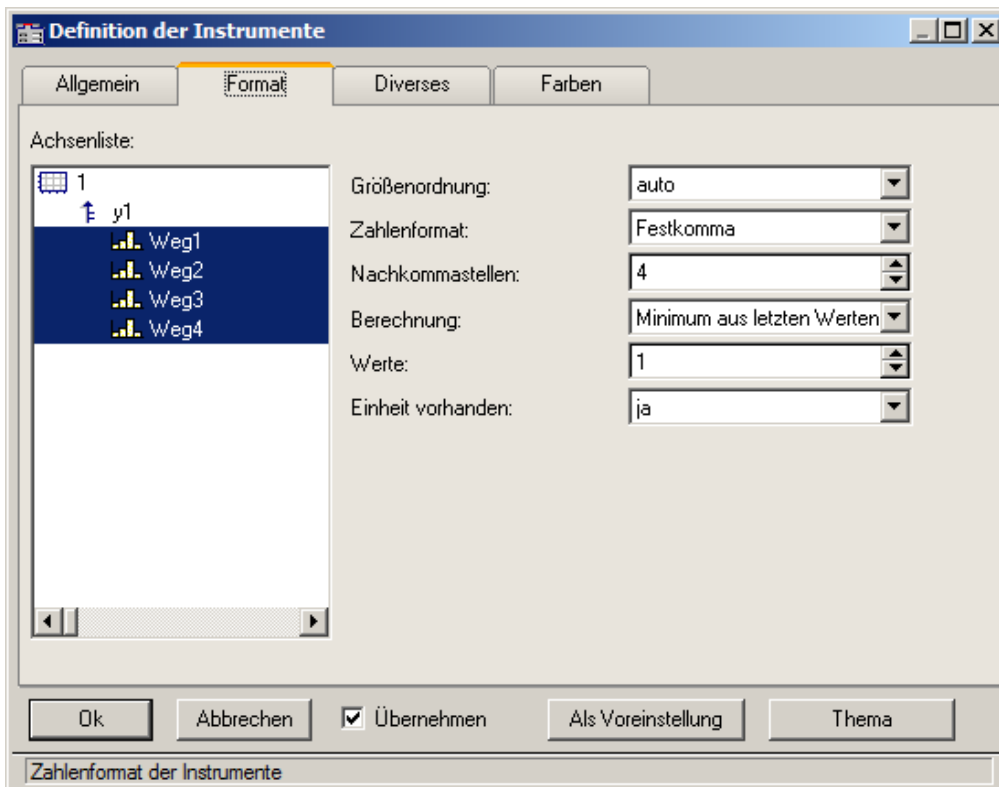 Definition der Instrumente
Allgemein Format Diverses Farben
Achsenliste:
1
y1
Weg1
Weg2
Weg3
Weg4
Größenordnung: auto
Zahlenformat: Festkomma
Nachkommastellen: 4
Berechnung: Minimum aus letzten Werten
Werte: 1
Einheit vorhanden: ja
Ok Abbrechen Übernehmen Als Voreinstellung Thema
Zahlenformat der Instrumente